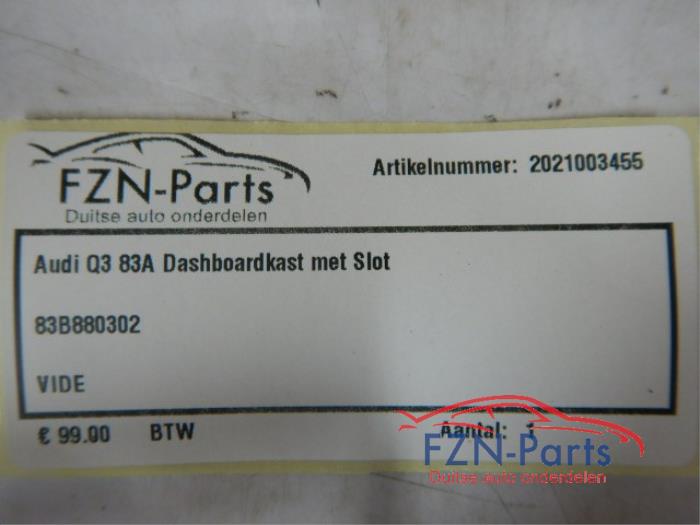 FZN-Parts
Duitse auto onderdelen
Artikelnummer: 2021003455
Audi Q3 83A Dashboardkast met Slot
83B880302
VIDE
€ 99.00 BTW Aantal: 1
FZN-Parts
Duitse auto onderdelen